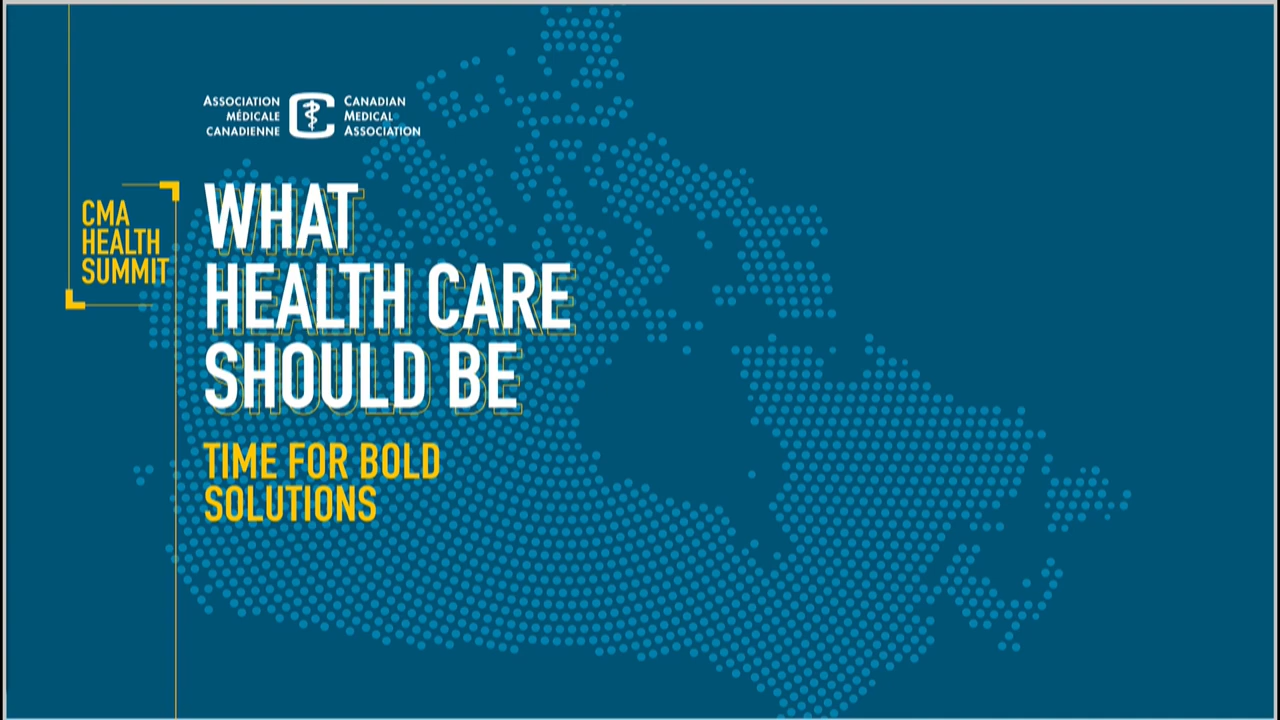 ASSOCIATION
MÉDICALE
CANADIENNE
CANADIAN
MEDICAL
ASSOCIATION
CMA
HEALTH
SUMMIT
WHAT
HEALTH CARE
SHOULD BE
TIME FOR BOLD
SOLUTIONS